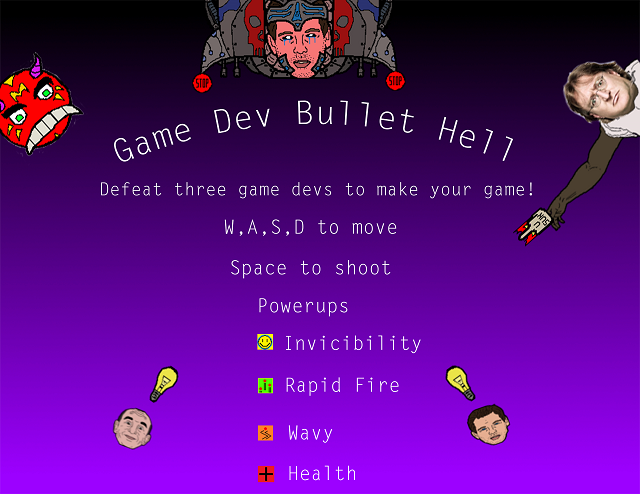 STOP
STOP
Game Dev Bullet Hell
Defeat three game devs to make your game!
W,A,S,D to move
Space to shoot
Powerups
Invicibility
Rapid Fire
Wavy
Health